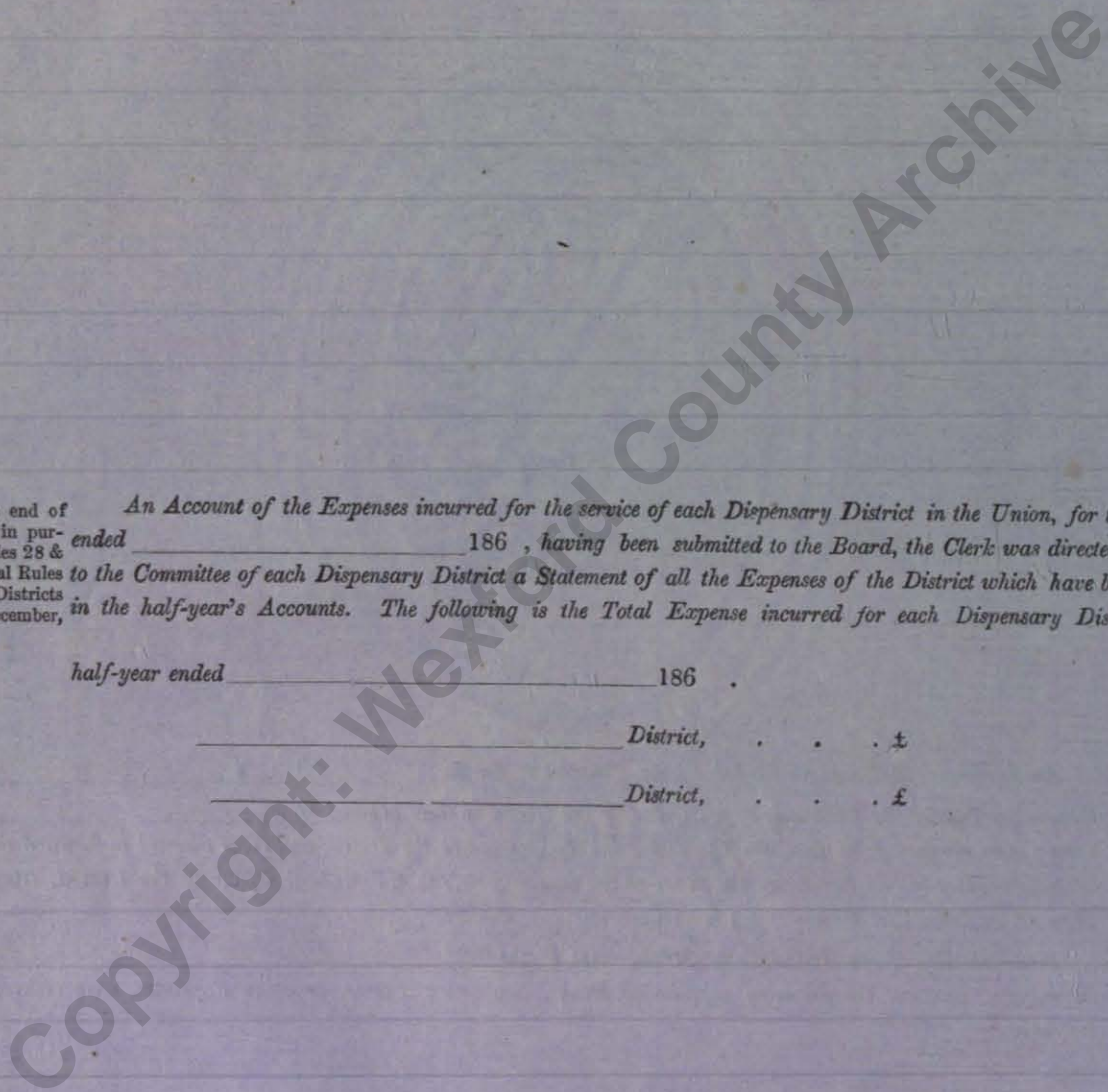 end of
in pur-
es 28 &
al Rules
Districts
cember,
An Account of the Expenses incurred for the service of each Dispensary District in the Union, for
ended 186 , having been submitted to the Board, the Clerk was directe
to the Committee of each Dispensary District a Statement of all the Expenses of the District which have b
in the half-year's Accounts. The following is the Total Expense incurred for each Dispensary Dis
half-year ended 186 .
District, . . . £
District, . . . £
Copyright: Wexford County Archive